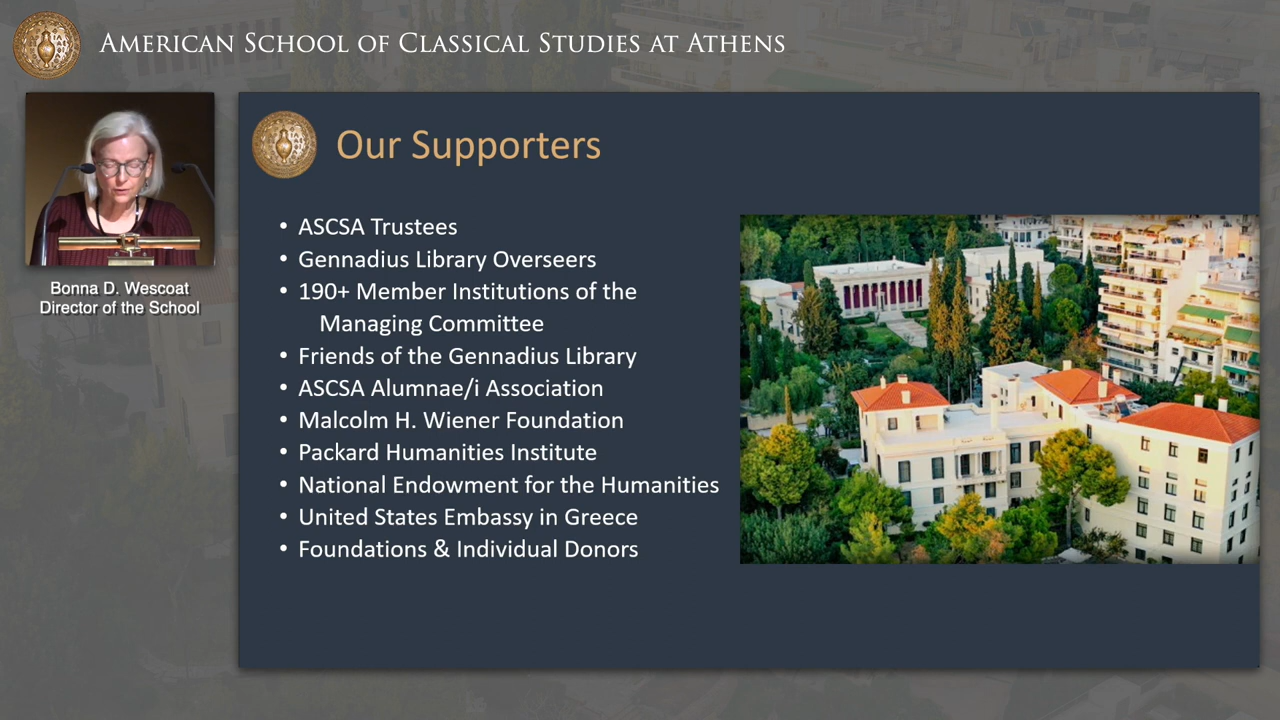 American School of Classical Studies at Athens
Our Supporters
• ASCSA Trustees
• Gennadius Library Overseers
• 190+ Member Institutions of the
Managing Committee
• Friends of the Gennadius Library
• ASCSA Alumnae/i Association
• Malcolm H. Wiener Foundation
• Packard Humanities Institute
• National Endowment for the Humanities
• United States Embassy in Greece
• Foundations & Individual Donors
Bonna D. Wescoat
Director of the School